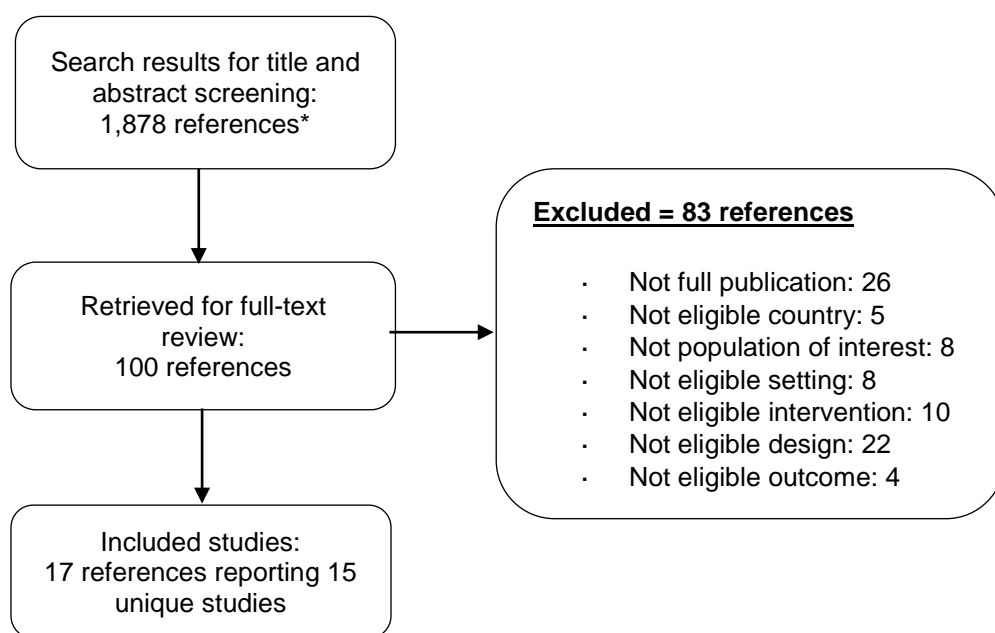 Search results for title and
abstract screening:
1,878 references*
Retrieved for full-text
review:
100 references
Excluded = 83 references
· Not full publication: 26
· Not eligible country: 5
· Not population of interest: 8
· Not eligible setting: 8
· Not eligible intervention: 10
· Not eligible design: 22
· Not eligible outcome: 4
Included studies:
17 references reporting 15
unique studies